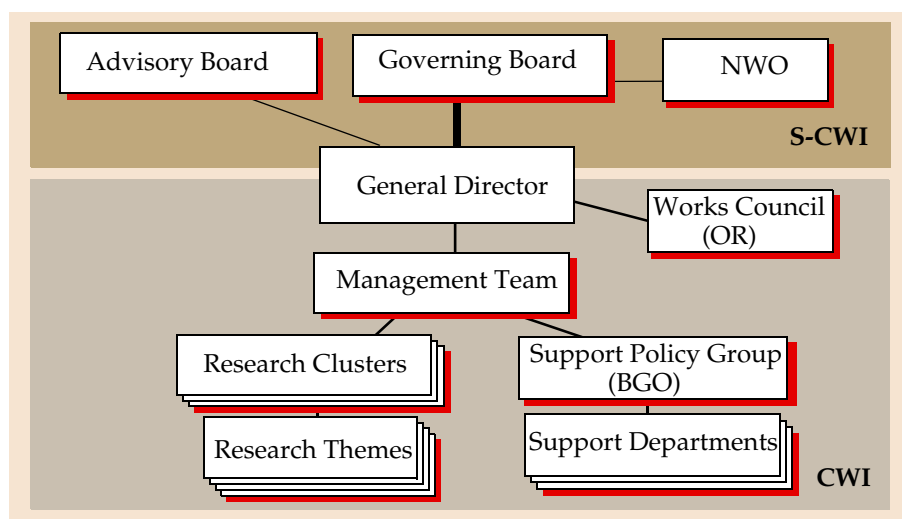 Advisory Board
Governing Board
NWO
S-CWI
General Director
Works Council
(OR)
Management Team
Research Clusters
Support Policy Group
(BGO)
Research Themes
Support Departments
CWI